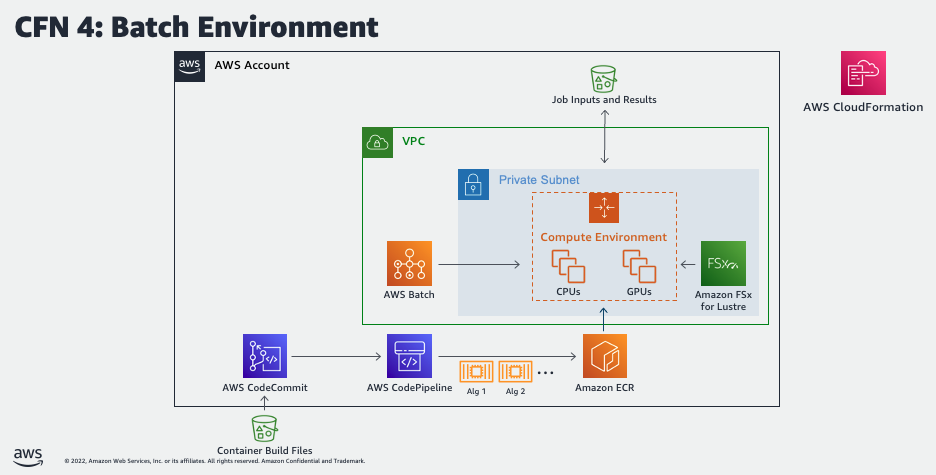 CFN 4: Batch Environment
aws
AWS Account
Job Inputs and Results
AWS CloudFormation
VPC
Private Subnet
Compute Environment
CPUs
GPUs
AWS Batch
FSx
Amazon FSx
for Lustre
AWS CodeCommit
AWS CodePipeline
Alg 1
Alg 2
...
Amazon ECR
Container Build Files
aws
© 2022, Amazon Web Services, Inc. or its affiliates. All rights reserved. Amazon Confidential and Trademark.